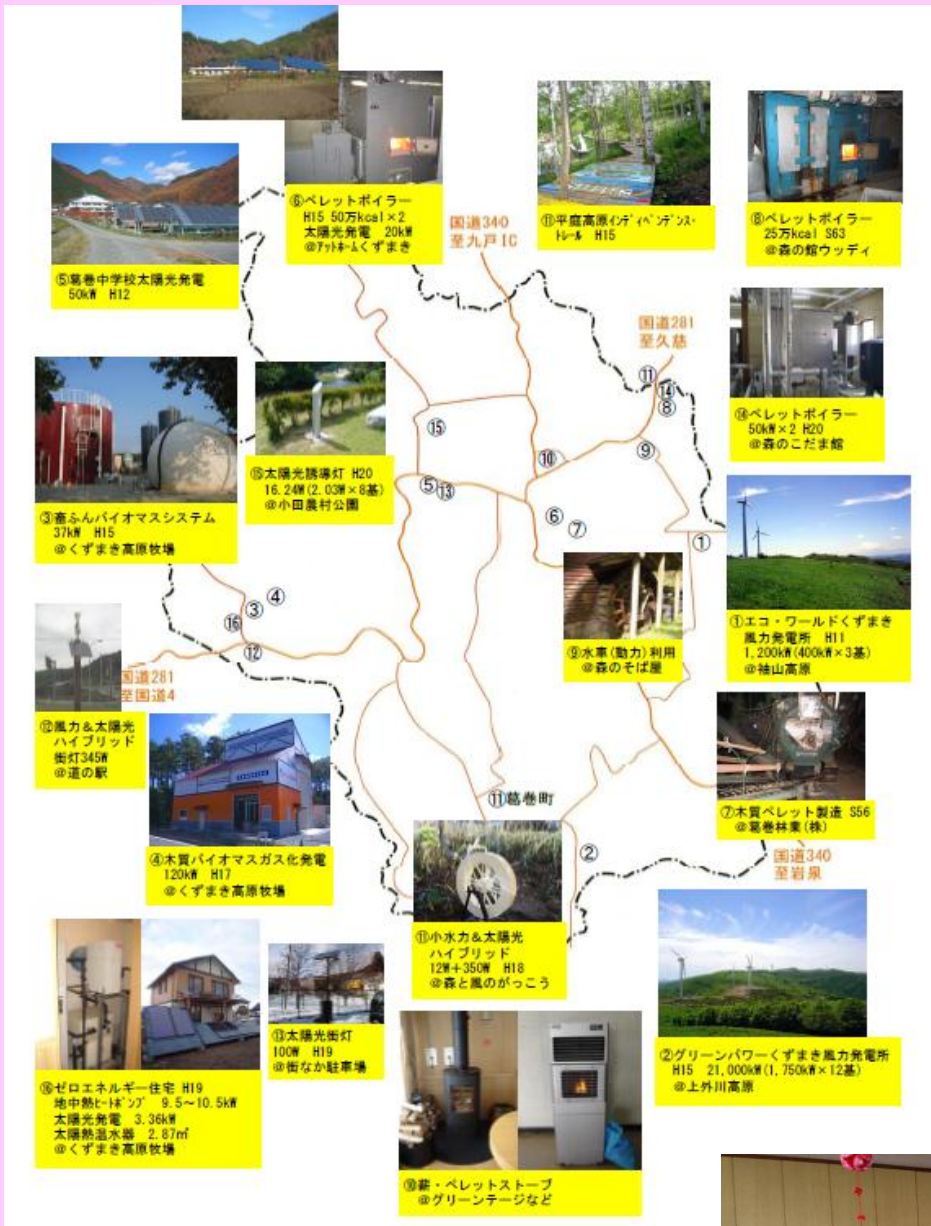 ⑥ペレットボイラー
H15 50万kcal×2
太陽光発電 20kW
@アットホームくずまき
⑪平庭高原インディペンデンス・
トレール H15
⑧ペレットボイラー
25万kcal S63
@森の館ウッディ
国道340
至九戸IC
⑤葛巻中学校太陽光発電
50kW H12
国道281
至久慈
⑪
⑭
⑧
⑭ペレットボイラー
50kW×2 H20
@森のこだま館
⑮
⑩
⑨
⑮太陽光誘導灯 H20
16.24W(2.03W×8基)
@小田農村公園
⑤
⑬
③畜ふんバイオマスシステム
37kW H15
@くずまき高原牧場
⑥
⑦
①
④
③
⑯
⑫
⑨水車(動力)利用
@森のそば屋
①エコ・ワールドくずまき
風力発電所 H11
1,200kW(400kW×3基)
@袖山高原
国道281
至国道4
⑫風力&太陽光
ハイブリッド
街灯345W
@道の駅
⑪葛巻町
⑦木質ペレット製造 S56
@葛巻林業(株)
②
国道340
至岩泉
④木質バイオマスガス化発電
120kW H17
@くずまき高原牧場
⑪小水力&太陽光
ハイブリッド
12W+350W H18
@森と風のがっこう
⑬太陽光街灯
100W H19
@街なか駐車場
②グリーンパワーくずまき風力発電所
H15 21,000kW(1,750kW×12基)
@上外川高原
⑯ゼロエネルギー住宅 H19
地中熱ヒートポンプ 9.5～10.5kW
太陽光発電 3.36kW
太陽熱温水器 2.87㎡
@くずまき高原牧場
⑩薪・ペレットストーブ
@グリーンテージなど